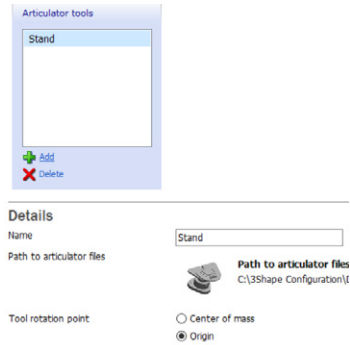 Articulator tools
Stand
Add
Delete
Details
Name
Stand
Path to articulator files
Path to articulator files
C:\3Shape Configuration\
Tool rotation point
Center of mass
Origin